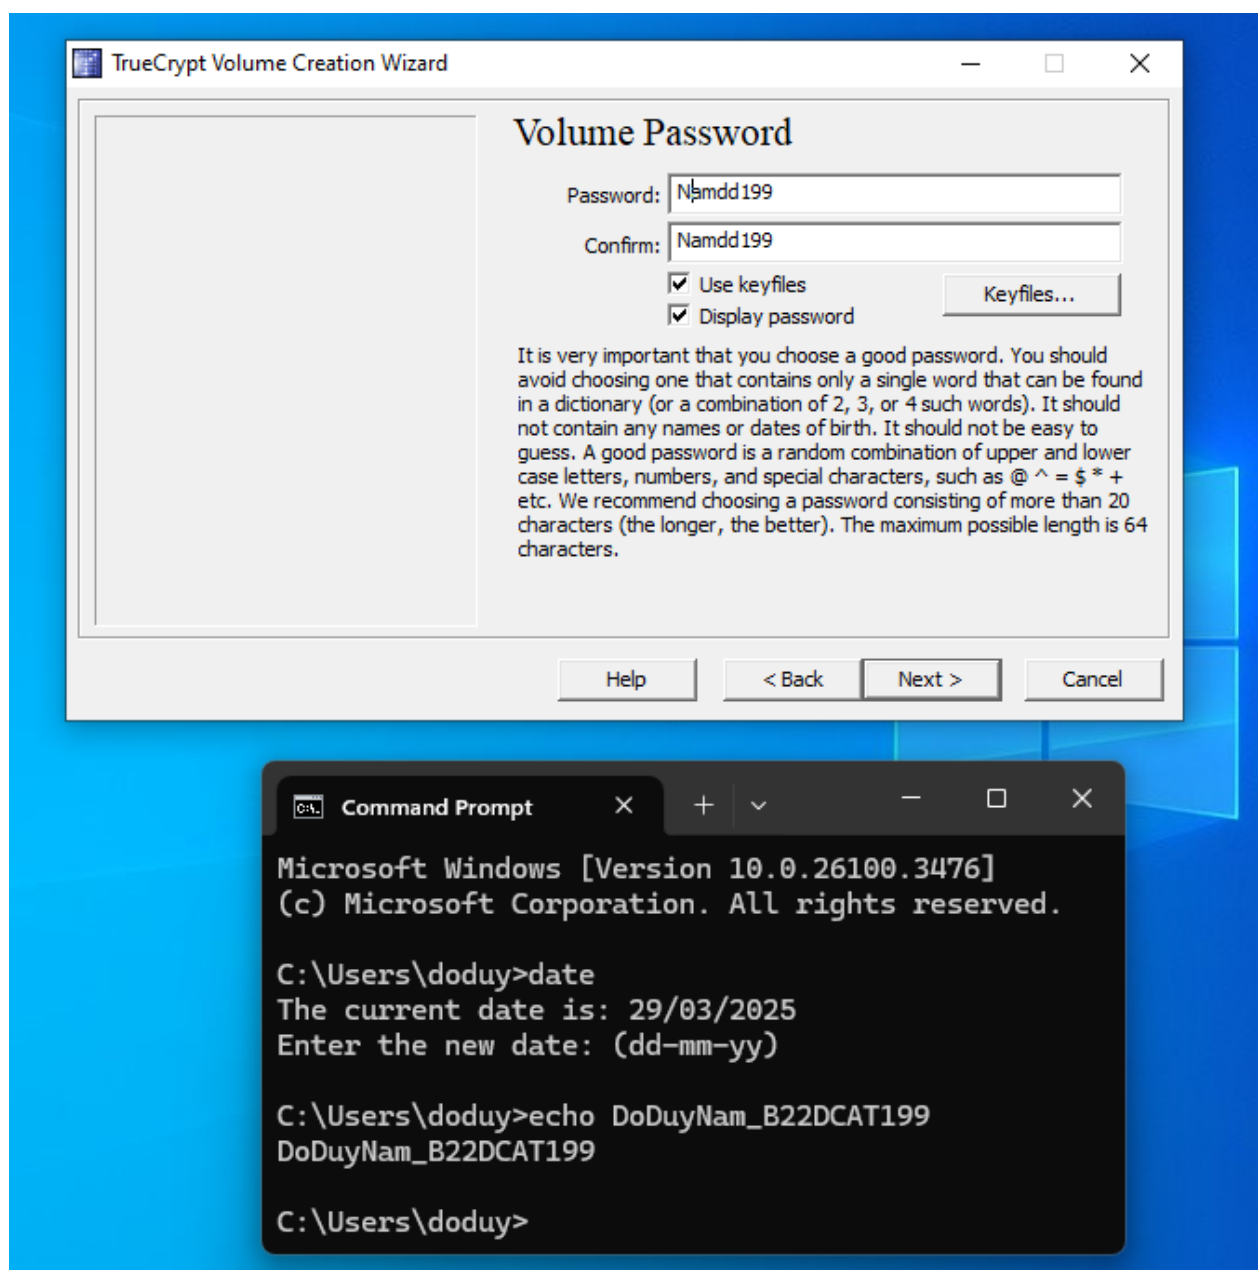 TrueCrypt Volume Creation Wizard
Volume Password
Password: Namdd199
Confirm: Namdd199
Use keyfiles
Keyfiles...
Display password
It is very important that you choose a good password. You should
avoid choosing one that contains only a single word that can be found
in a dictionary (or a combination of 2, 3, or 4 such words). It should
not contain any names or dates of birth. It should not be easy to
guess. A good password is a random combination of upper and lower
case letters, numbers, and special characters, such as @ ^ = $ * +
etc. We recommend choosing a password consisting of more than 20
characters (the longer, the better). The maximum possible length is 64
characters.
Help < Back Next > Cancel
C:\. Command Prompt
Microsoft Windows [Version 10.0.26100.3476]
(c) Microsoft Corporation. All rights reserved.
C:\Users\doduy>date
The current date is: 29/03/2025
Enter the new date: (dd-mm-yy)
C:\Users\doduy>echo DoDuyNam_B22DCAT199
DoDuyNam_B22DCAT199
C:\Users\doduy>